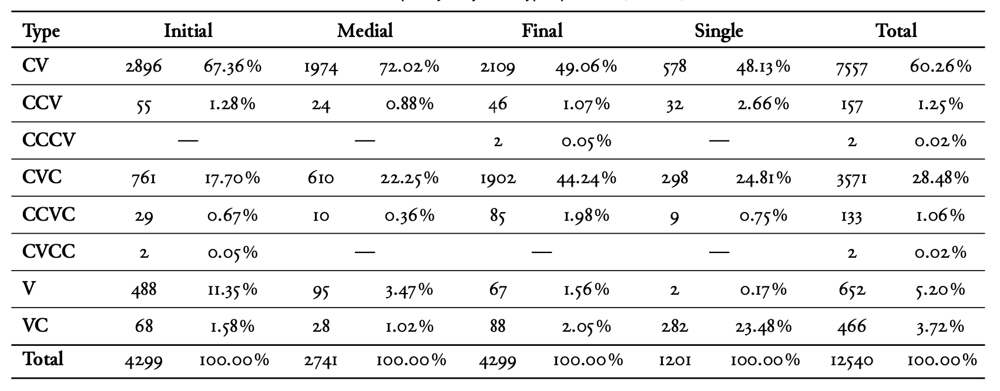 Type Initial Medial Final Single Total
CV 2896 67.36% 1974 72.02% 2109 49.06% 578 48.13% 7557 60.26%
CCV 55 1.28% 24 0.88% 46 1.07% 32 2.66% 157 1.25%
CCCV — — 2 0.05% — 2 0.02%
CVC 761 17.70% 610 22.25% 1902 44.24% 298 24.81% 3571 28.48%
CCVC 29 0.67% 10 0.36% 85 1.98% 9 0.75% 133 1.06%
CVCC 2 0.05% — — — 2 0.02%
V 488 11.35% 95 3.47% 67 1.56% 2 0.17% 652 5.20%
VC 68 1.58% 28 1.02% 88 2.05% 282 23.48% 466 3.72%
Total 4299 100.00% 2741 100.00% 4299 100.00% 1201 100.00% 12540 100.00%